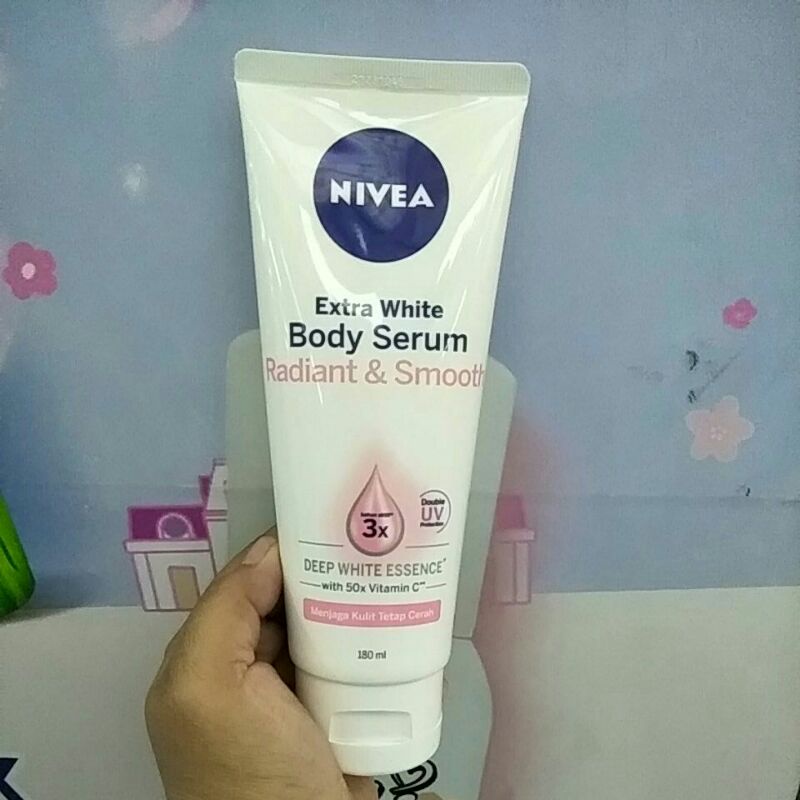 NIVEA
Extra White
Body Serum
Radiant & Smooth
3x
Double
UV
Protection
DEEP WHITE ESSENCE*
with 50x Vitamin C**
Menjaga Kulit Tetap Cerah
180 ml